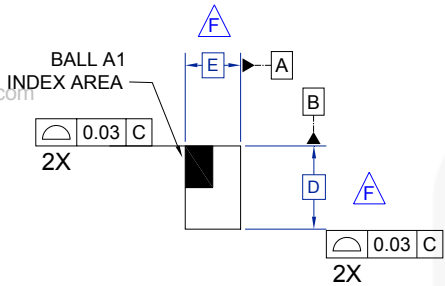 F
BALL A1
INDEX AREA
E
A
com
B
⌓ 0.03 C
2X
D
F
⌓ 0.03 C
2X